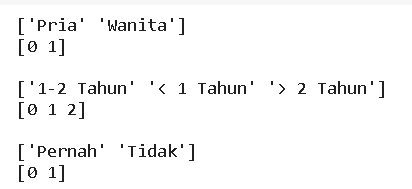 ['Pria' 'Wanita']
[0 1]
['1-2 Tahun' '< 1 Tahun' '> 2 Tahun']
[0 1 2]
['Pernah' 'Tidak']
[0 1]